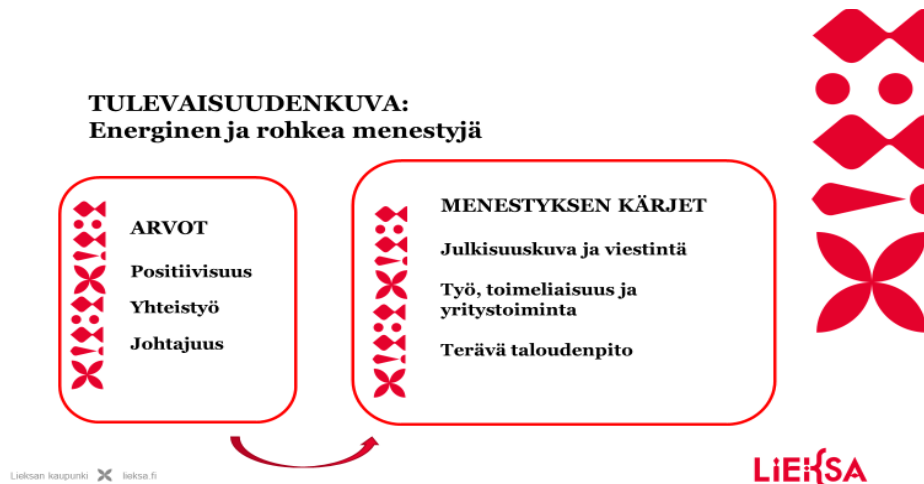 TULEVAISUUDENKUVA:
Energinen ja rohkea menestyjä
ARVOT
Positiivisuus
Yhteistyö
Johtajuus
MENESTYKSEN KÄRJET
Julkisuuskuva ja viestintä
Työ, toimeliaisuus ja
yritystoiminta
Terävä taloudenpito
Lieksan kaupunki lieksa.fi
LiEKSA